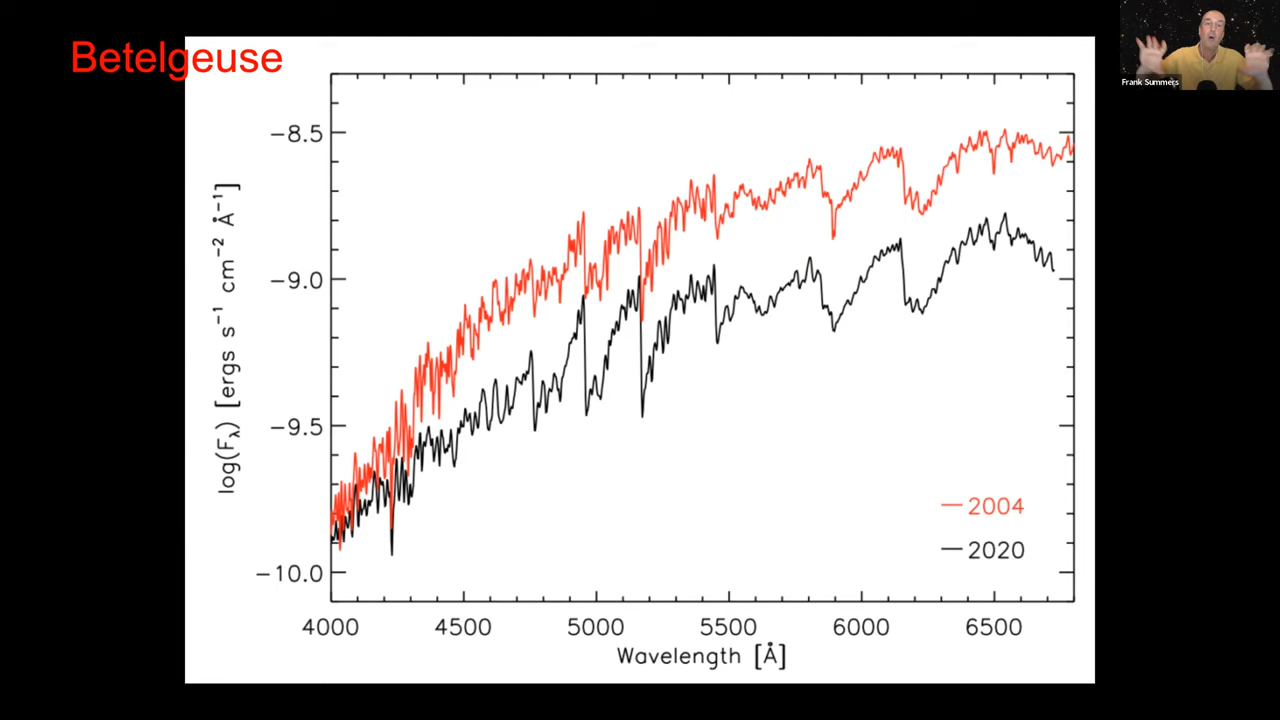 Betelgeuse
Frank Summers
−8.5
−9.0
−9.5
−10.0
log(Fλ) [ergs s⁻¹ cm⁻² Å⁻¹]
2004
2020
4000 4500 5000 5500 6000 6500
Wavelength [Å]